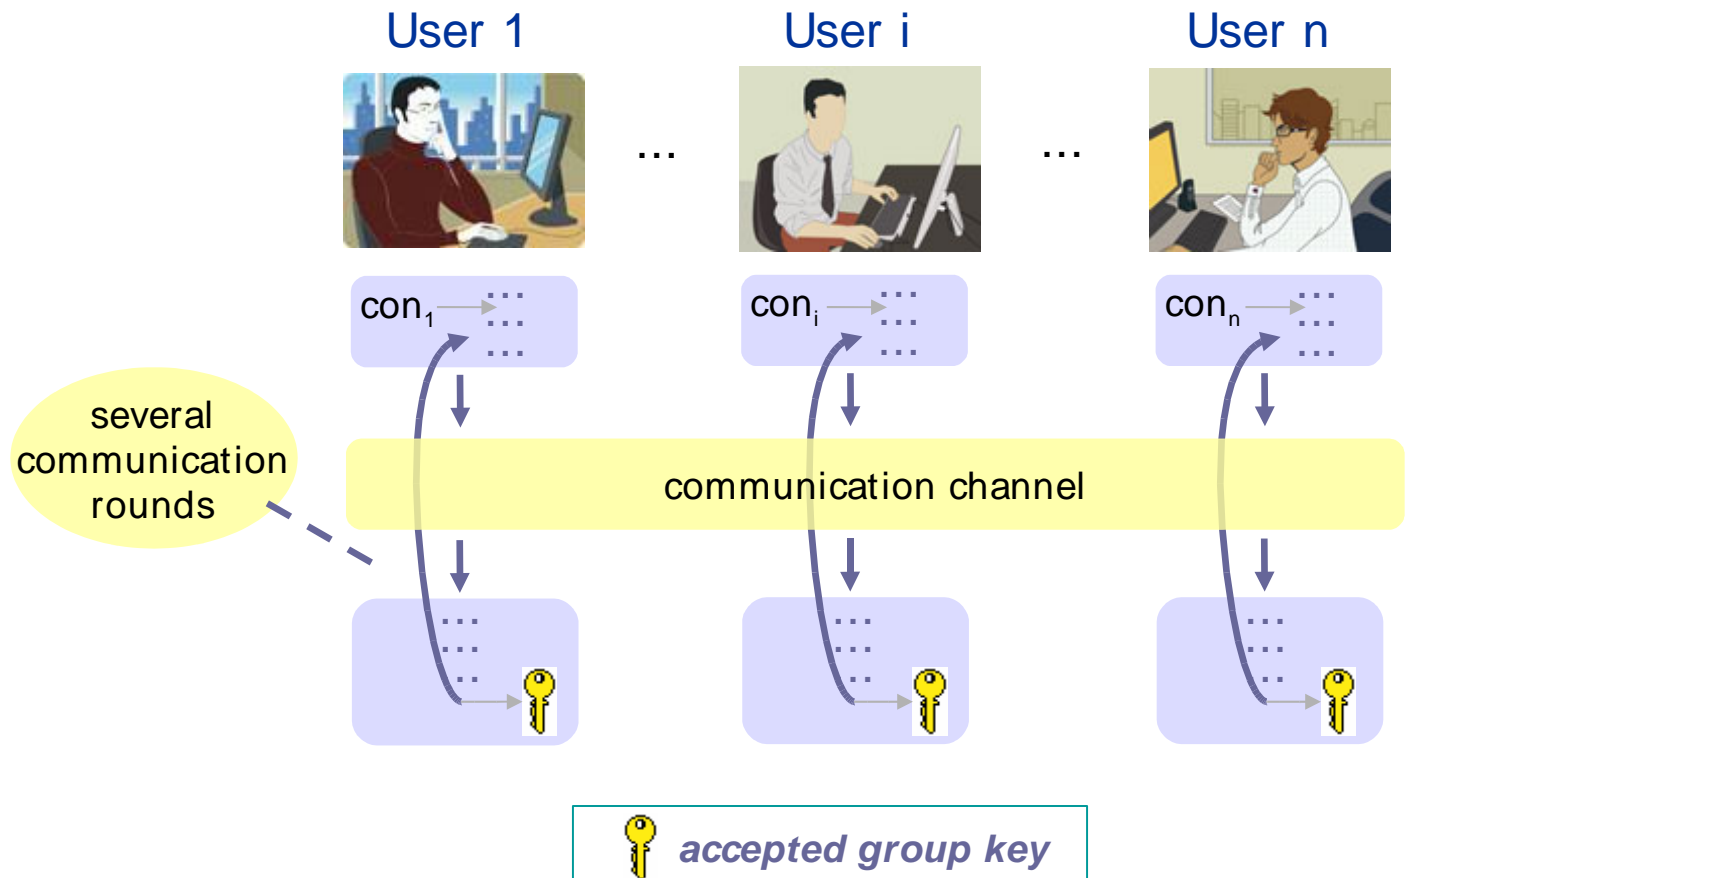 User 1 User i User n
... ...
con₁ ... conᵢ ... conₙ ...
... ... ...
... ... ...
several
communication
rounds
communication channel
... ... ...
... ... ...
.. .. ..
accepted group key